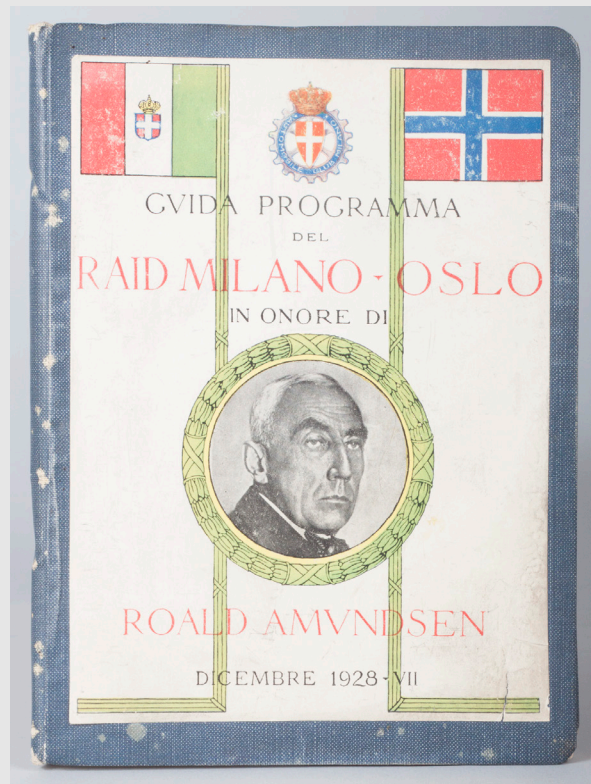 GVIDA PROGRAMMA
DEL
RAID MILANO - OSLO
IN ONORE DI
ROALD AMVNDSEN
DICEMBRE 1928 - VII